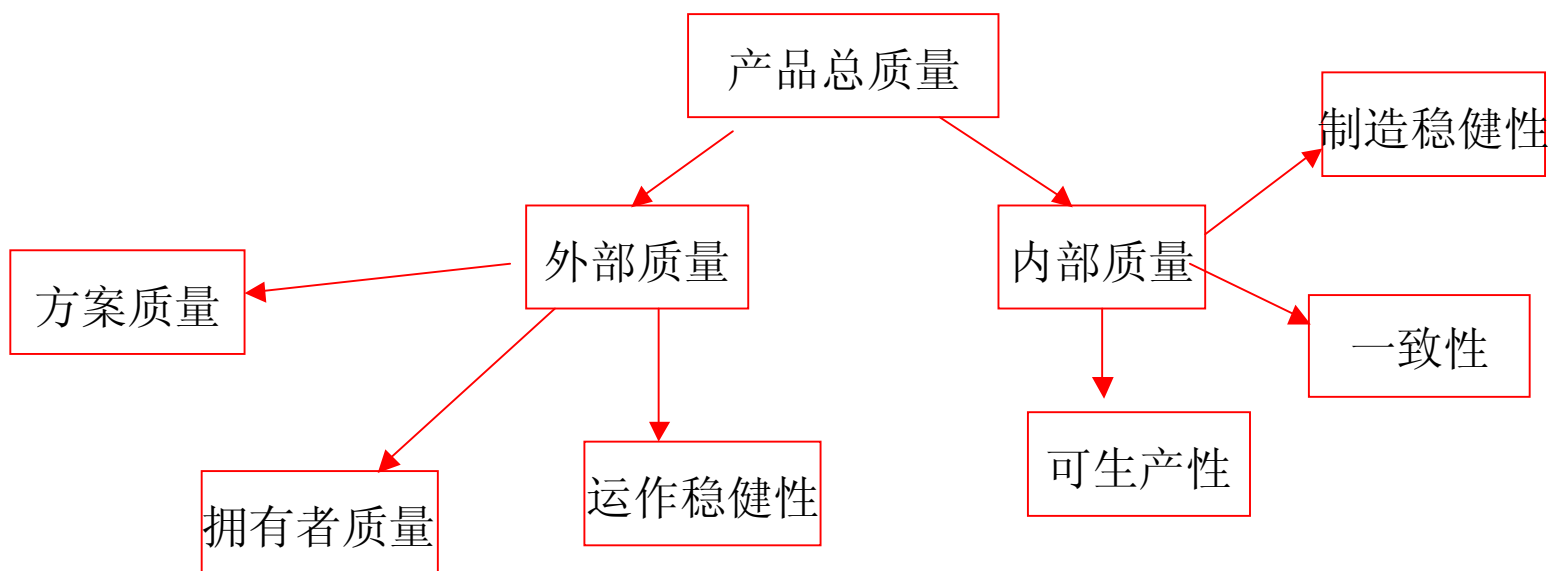 产品总质量
制造稳健性
外部质量
内部质量
方案质量
一致性
可生产性
运作稳健性
拥有者质量